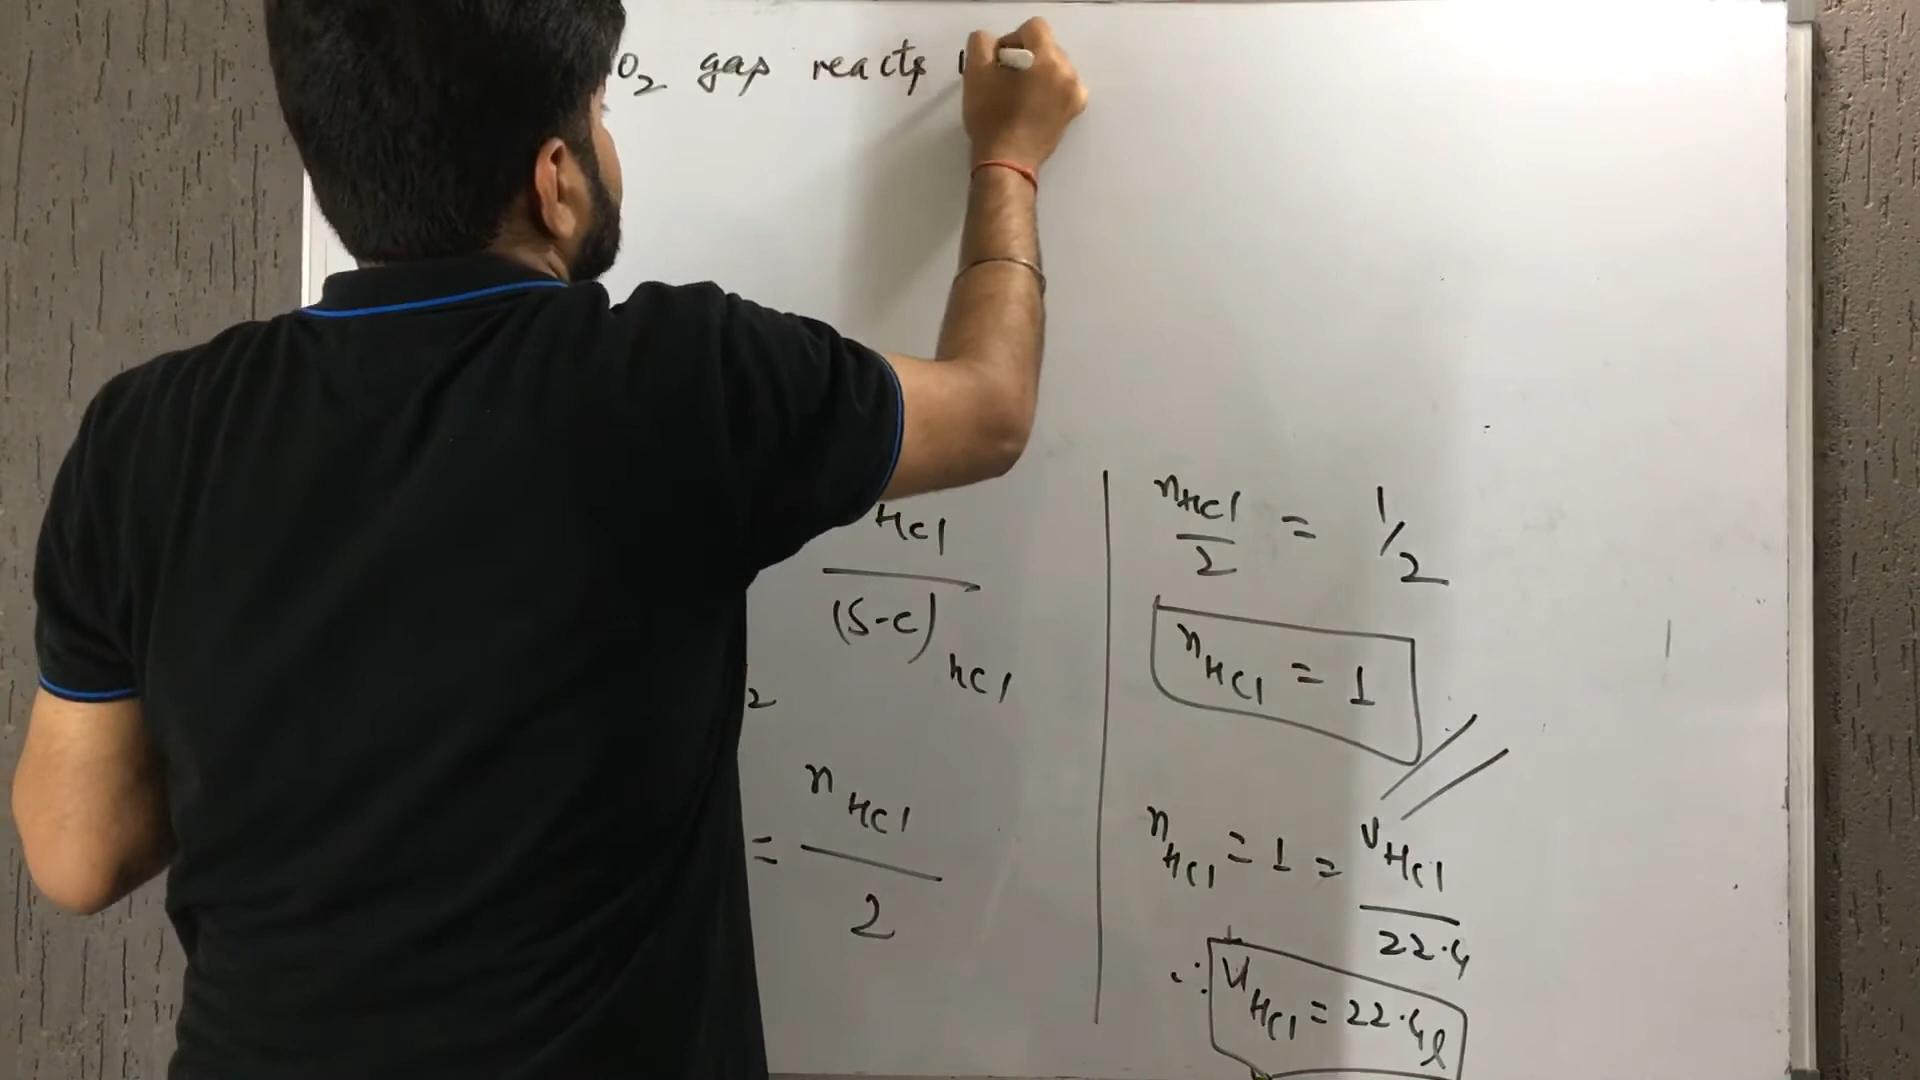 O2 gas reacts
HCl
(S-C) HCl
2
= nHCl / 2
nHCl / 2 = 1/2
nHCl = 1
nHCl = 1 = VHCl / 22.4
∴ VHCl = 22.4 l